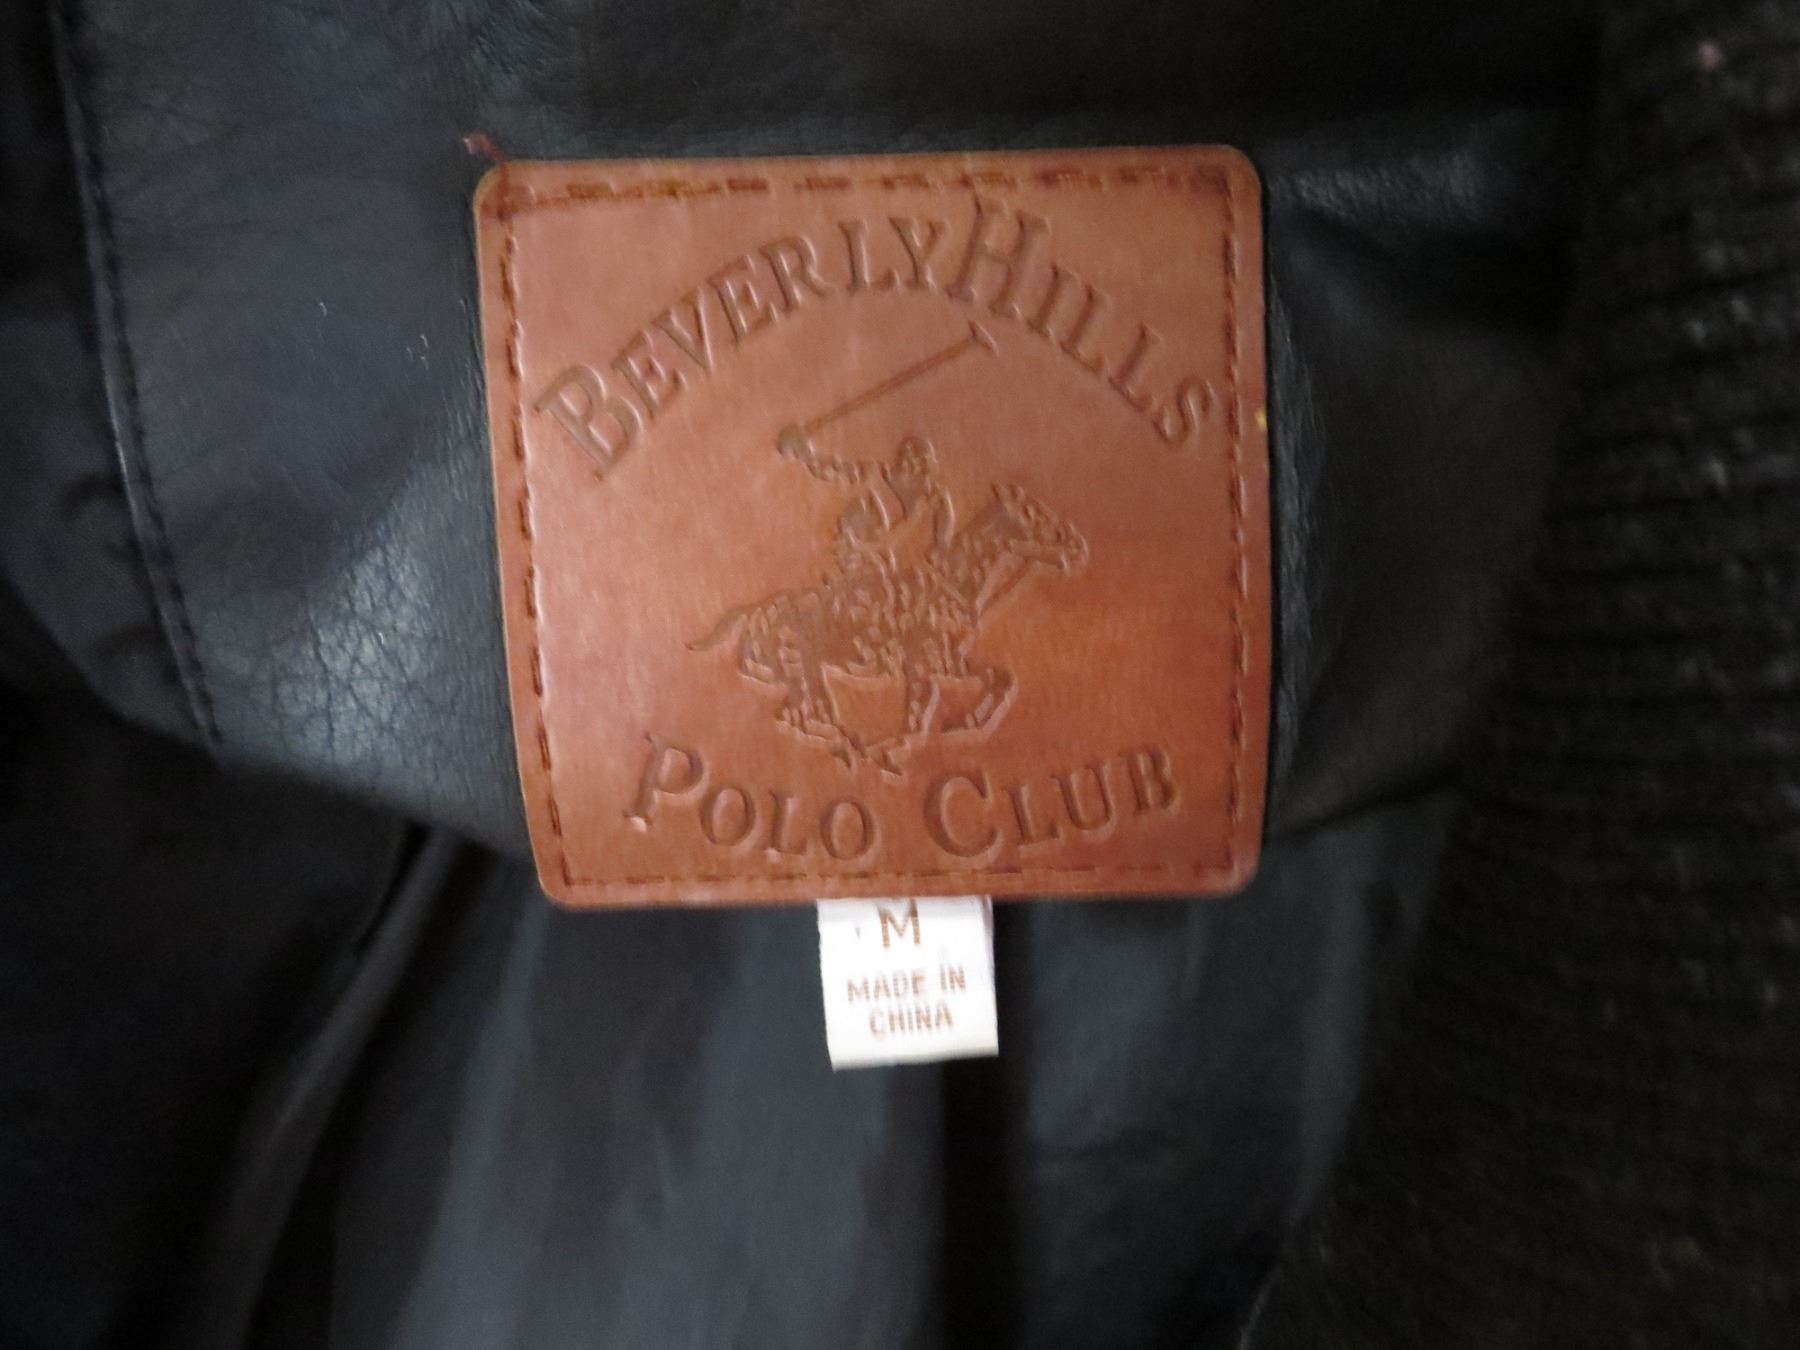 BEVERLY HILLS
POLO CLUB
M
MADE IN
CHINA